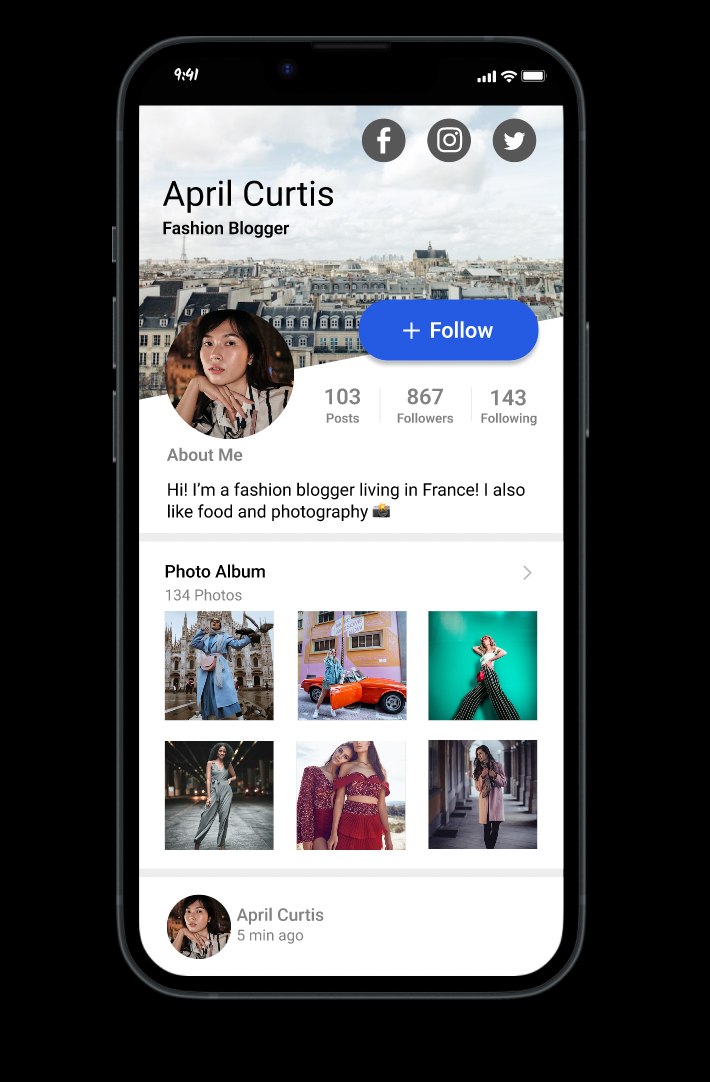 9:41
April Curtis
Fashion Blogger
+ Follow
103 867 143
Posts Followers Following
About Me
Hi! I’m a fashion blogger living in France! I also
like food and photography 📸
Photo Album
134 Photos
April Curtis
5 min ago